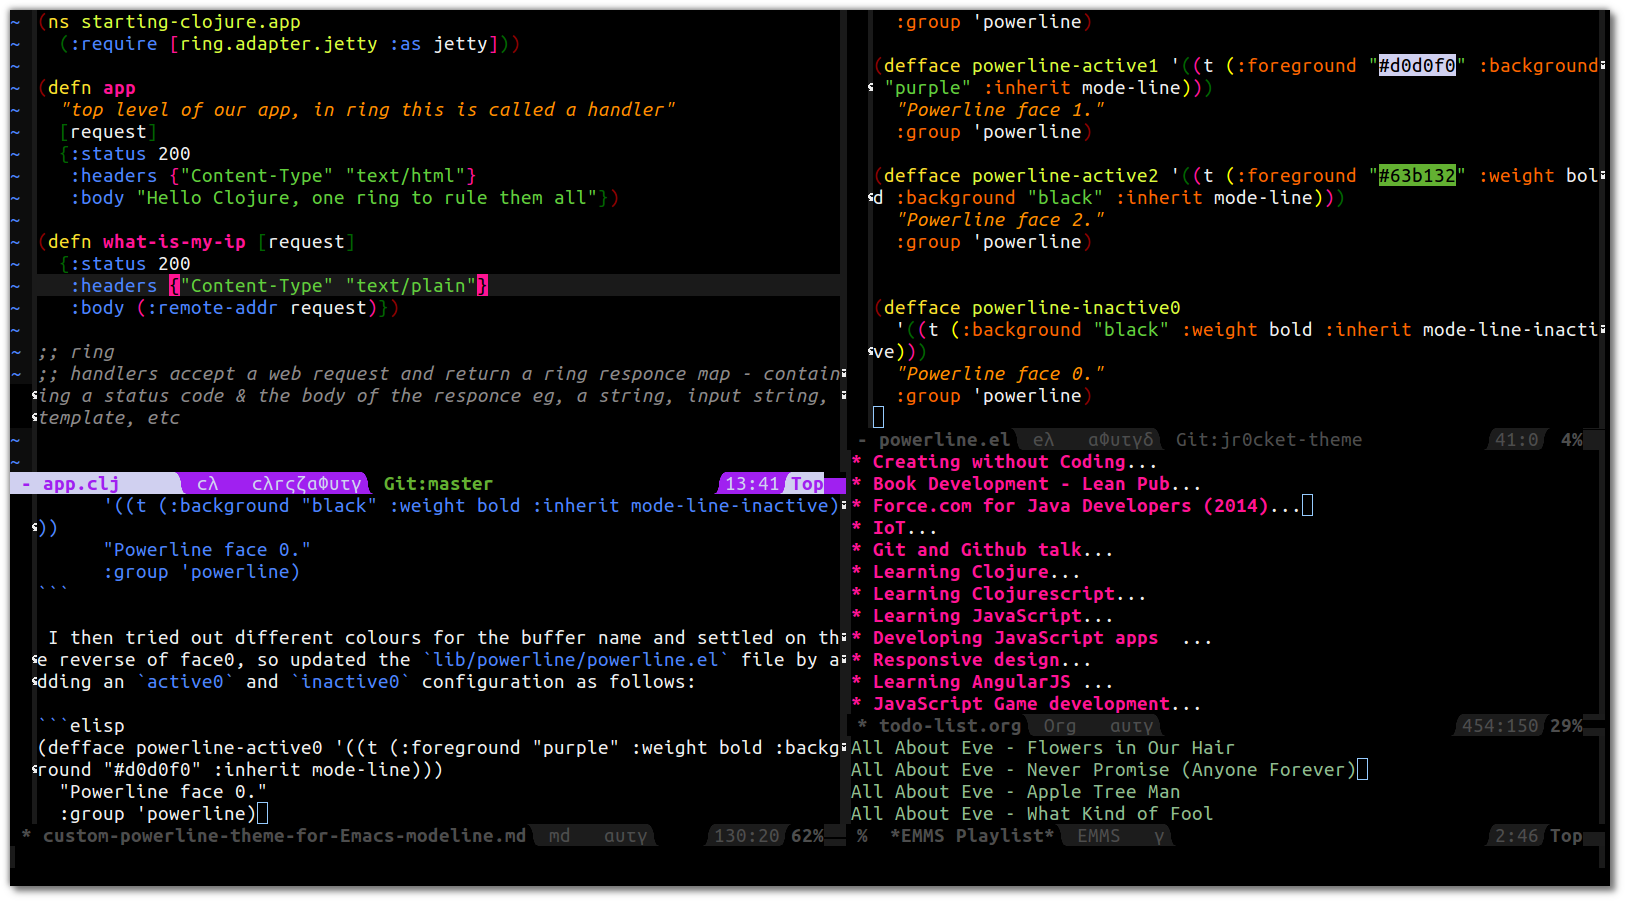 (ns starting-clojure.app
  (:require [ring.adapter.jetty :as jetty]))
(defn app
  "top level of our app, in ring this is called a handler"
  [request]
  {:status 200
   :headers {"Content-Type" "text/html"}
   :body "Hello Clojure, one ring to rule them all"})
(defn what-is-my-ip [request]
  {:status 200
   :headers {"Content-Type" "text/plain"}
   :body (:remote-addr request)})
;; ring
;; handlers accept a web request and return a ring responce map - contain
ing a status code & the body of the responce eg, a string, input string,
template, etc
- app.clj cλ cλrςζαΦυτγ Git:master 13:41 Top
'((t (:background "black" :weight bold :inherit mode-line-inactive)
))
"Powerline face 0."
:group 'powerline)
```
I then tried out different colours for the buffer name and settled on th
e reverse of face0, so updated the `lib/powerline/powerline.el` file by a
dding an `active0` and `inactive0` configuration as follows:
```elisp
(defface powerline-active0 '((t (:foreground "purple" :weight bold :backg
round "#d0d0f0" :inherit mode-line)))
  "Powerline face 0."
  :group 'powerline)
* custom-powerline-theme-for-Emacs-modeline.md md αυτγ 130:20 62%
:group 'powerline)
(defface powerline-active1 '((t (:foreground "#d0d0f0" :background
 "purple" :inherit mode-line)))
  "Powerline face 1."
  :group 'powerline)
(defface powerline-active2 '((t (:foreground "#63b132" :weight bol
d :background "black" :inherit mode-line)))
  "Powerline face 2."
  :group 'powerline)
(defface powerline-inactive0
  '((t (:background "black" :weight bold :inherit mode-line-inacti
ve)))
  "Powerline face 0."
  :group 'powerline)
- powerline.el eλ αΦυτγδ Git:jr0cket-theme 41:0 4%
* Creating without Coding...
* Book Development - Lean Pub...
* Force.com for Java Developers (2014)...
* IoT...
* Git and Github talk...
* Learning Clojure...
* Learning Clojurescript...
* Learning JavaScript...
* Developing JavaScript apps  ...
* Responsive design...
* Learning AngularJS ...
* JavaScript Game development...
* todo-list.org Org αυτγ 454:150 29%
All About Eve - Flowers in Our Hair
All About Eve - Never Promise (Anyone Forever)
All About Eve - Apple Tree Man
All About Eve - What Kind of Fool
% *EMMS Playlist* EMMS γ 2:46 Top